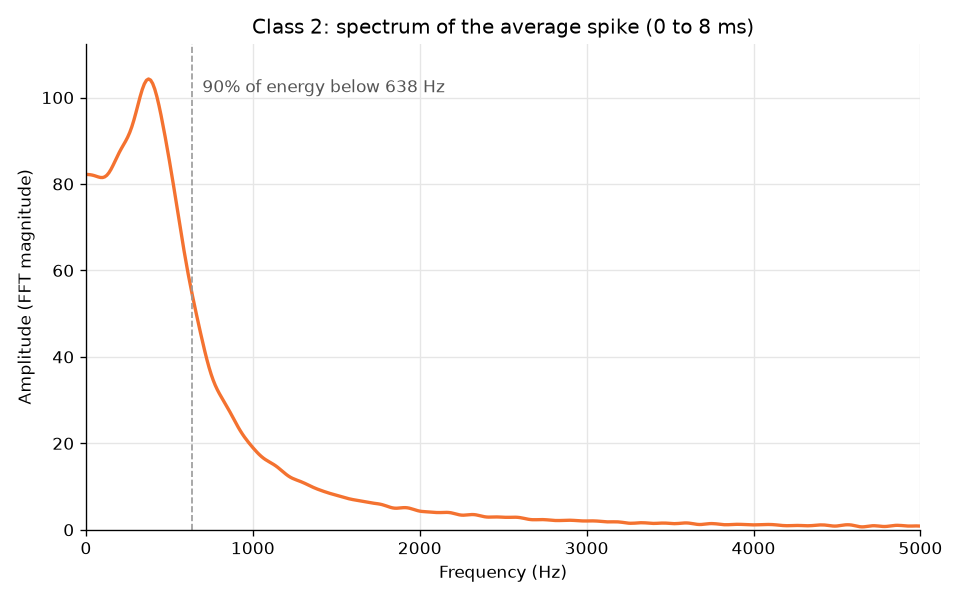 Class 2: spectrum of the average spike (0 to 8 ms)
90% of energy below 638 Hz
Amplitude (FFT magnitude)
100
80
60
40
20
0
0 1000 2000 3000 4000 5000
Frequency (Hz)